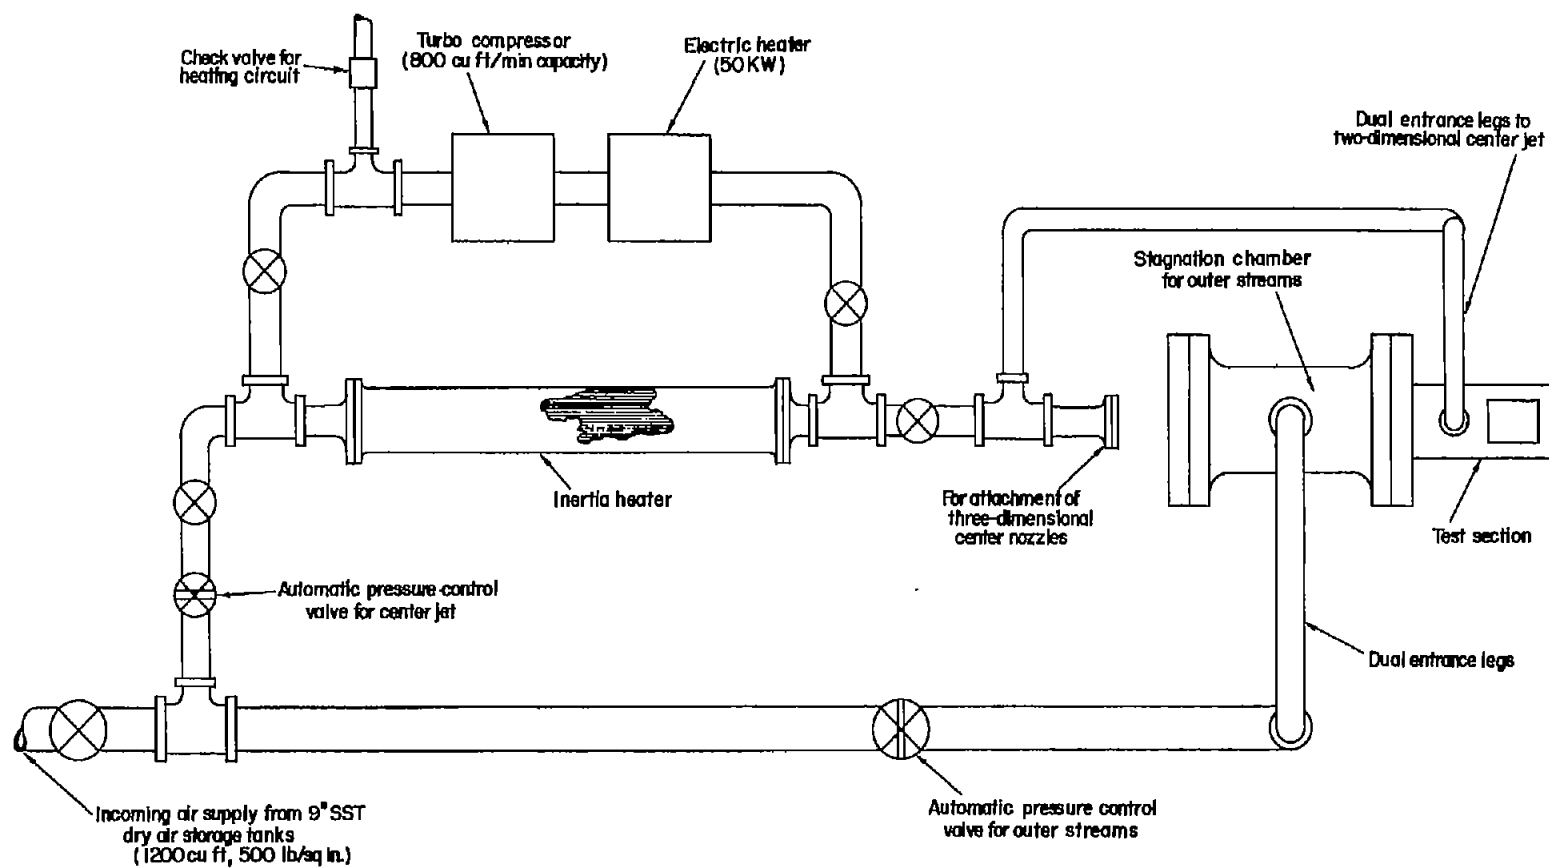 Check valve for
heating circuit
Turbo compressor
(800 cu ft/min capacity)
Electric heater
(50 KW)
Dual entrance legs to
two-dimensional center jet
Stagnation chamber
for outer streams
Inertia heater
For attachment of
three-dimensional
center nozzles
Test section
Automatic pressure control
valve for center jet
Dual entrance legs
Incoming air supply from 9" SST
dry air storage tanks
(1200 cu ft, 500 lb/sq in.)
Automatic pressure control
valve for outer streams